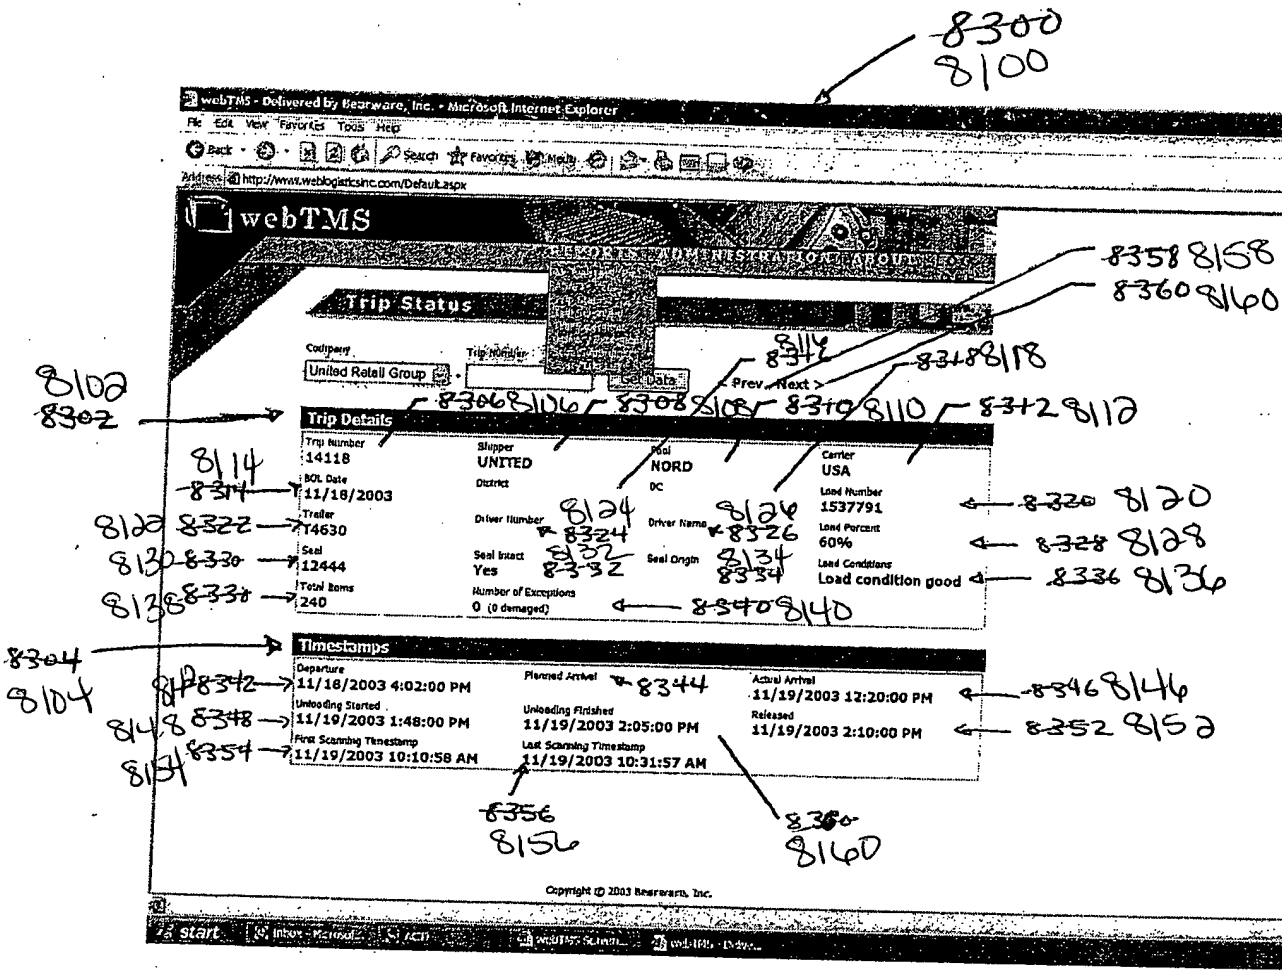 8300
8100
webTMS - Delivered by Bearware, Inc. - Microsoft Internet Explorer
File Edit View Favorites Tools Help
Back Search Favorites Media
Address http://www.weblogisticsinc.com/Default.aspx
webTMS
REPORTS ADMINISTRATION ABOUT
8358 8158
8360 8160
Trip Status
8116
Company Trip Number
8318 8118
United Retail Group Get Data < Prev Next >
8102
8302
8306 8106 8308 8108 8310 8110 8312 8112
Trip Details
Trip Number Shipper Pool Carrier
14118 UNITED NORD USA
8114
8314
BOL Date District DC Load Number
11/18/2003 1537791
8320 8120
8122 8322
Trailer Driver Number 8124 Driver Name 8126 Load Percent
T4630 8324 8326 60%
8328 8128
8130 8330
Seal Seal Intact 8132 Seal Origin 8134 Load Conditions
12444 Yes 8332 8334 Load condition good
8336 8136
8138 8338
Total Items Number of Exceptions
240 0 (0 damaged)
8340 8140
8304
8104
Timestamps
8342
Departure Planned Arrival 8344 Actual Arrival
11/18/2003 4:02:00 PM 11/19/2003 12:20:00 PM
8346 8146
8148 8348
Unloading Started Unloading Finished Released
11/19/2003 1:48:00 PM 11/19/2003 2:05:00 PM 11/19/2003 2:10:00 PM
8352 8152
8154 8354
First Scanning Timestamp Last Scanning Timestamp
11/19/2003 10:10:58 AM 11/19/2003 10:31:57 AM
8356
8156
8160
Copyright © 2003 Bearware, Inc.
start Inbox - Microsof... webTMS Screen... webTMS - Delive...